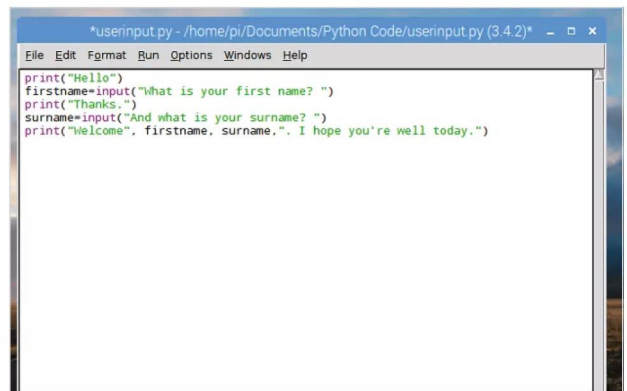 *userinput.py - /home/pi/Documents/Python Code/userinput.py (3.4.2)*
File Edit Format Run Options Windows Help
print("Hello")
firstname=input("What is your first name? ")
print("Thanks.")
surname=input("And what is your surname? ")
print("Welcome", firstname, surname,". I hope you're well today.")